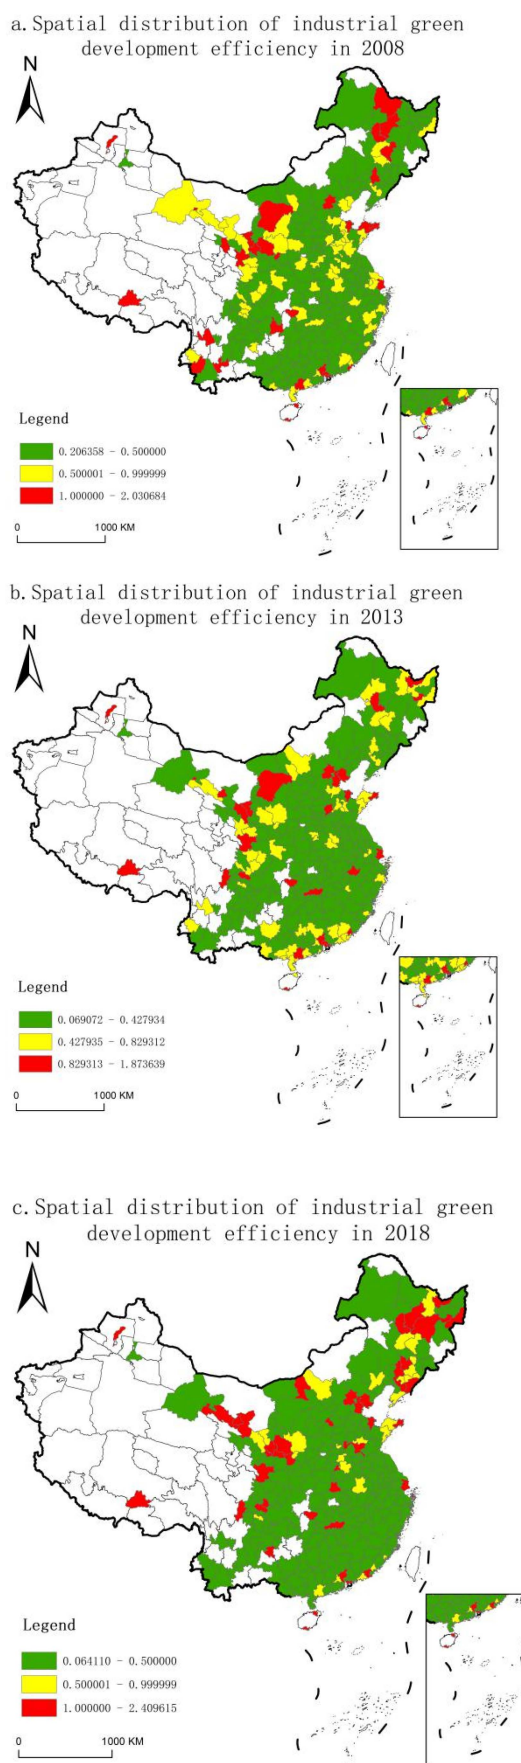 a. Spatial distribution of industrial green
development efficiency in 2008
N
Legend
0.206358 - 0.500000
0.500001 - 0.999999
1.000000 - 2.030684
0 1000 KM
b. Spatial distribution of industrial green
development efficiency in 2013
N
Legend
0.069072 - 0.427934
0.427935 - 0.829312
0.829313 - 1.873639
0 1000 KM
c. Spatial distribution of industrial green
development efficiency in 2018
N
Legend
0.064110 - 0.500000
0.500001 - 0.999999
1.000000 - 2.409615
0 1000 KM